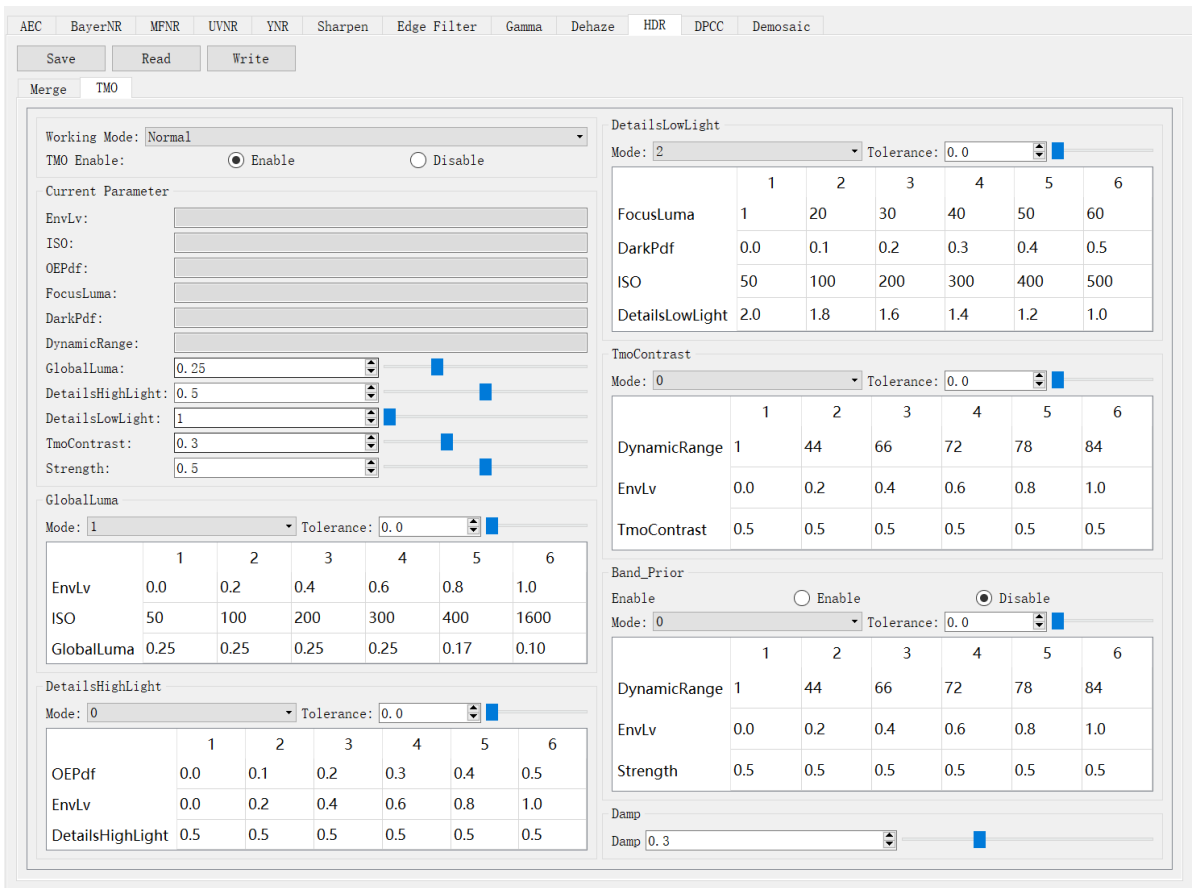 AEC BayerNR MFNR UVNR YNR Sharpen Edge Filter Gamma Dehaze HDR DPCC Demosaic
Save Read Write
Merge TMO
Working Mode: Normal
TMO Enable: Enable Disable
Current Parameter
EnvLv:
ISO:
OEPdf:
FocusLuma:
DarkPdf:
DynamicRange:
GlobalLuma: 0.25
DetailsHighLight: 0.5
DetailsLowLight: 1
TmoContrast: 0.3
Strength: 0.5
GlobalLuma
Mode: 1 Tolerance: 0.0
1 2 3 4 5 6
EnvLv 0.0 0.2 0.4 0.6 0.8 1.0
ISO 50 100 200 300 400 1600
GlobalLuma 0.25 0.25 0.25 0.25 0.17 0.10
DetailsHighLight
Mode: 0 Tolerance: 0.0
1 2 3 4 5 6
OEPdf 0.0 0.1 0.2 0.3 0.4 0.5
EnvLv 0.0 0.2 0.4 0.6 0.8 1.0
DetailsHighLight 0.5 0.5 0.5 0.5 0.5 0.5
DetailsLowLight
Mode: 2 Tolerance: 0.0
1 2 3 4 5 6
FocusLuma 1 20 30 40 50 60
DarkPdf 0.0 0.1 0.2 0.3 0.4 0.5
ISO 50 100 200 300 400 500
DetailsLowLight 2.0 1.8 1.6 1.4 1.2 1.0
TmoContrast
Mode: 0 Tolerance: 0.0
1 2 3 4 5 6
DynamicRange 1 44 66 72 78 84
EnvLv 0.0 0.2 0.4 0.6 0.8 1.0
TmoContrast 0.5 0.5 0.5 0.5 0.5 0.5
Band_Prior
Enable Enable Disable
Mode: 0 Tolerance: 0.0
1 2 3 4 5 6
DynamicRange 1 44 66 72 78 84
EnvLv 0.0 0.2 0.4 0.6 0.8 1.0
Strength 0.5 0.5 0.5 0.5 0.5 0.5
Damp
Damp 0.3